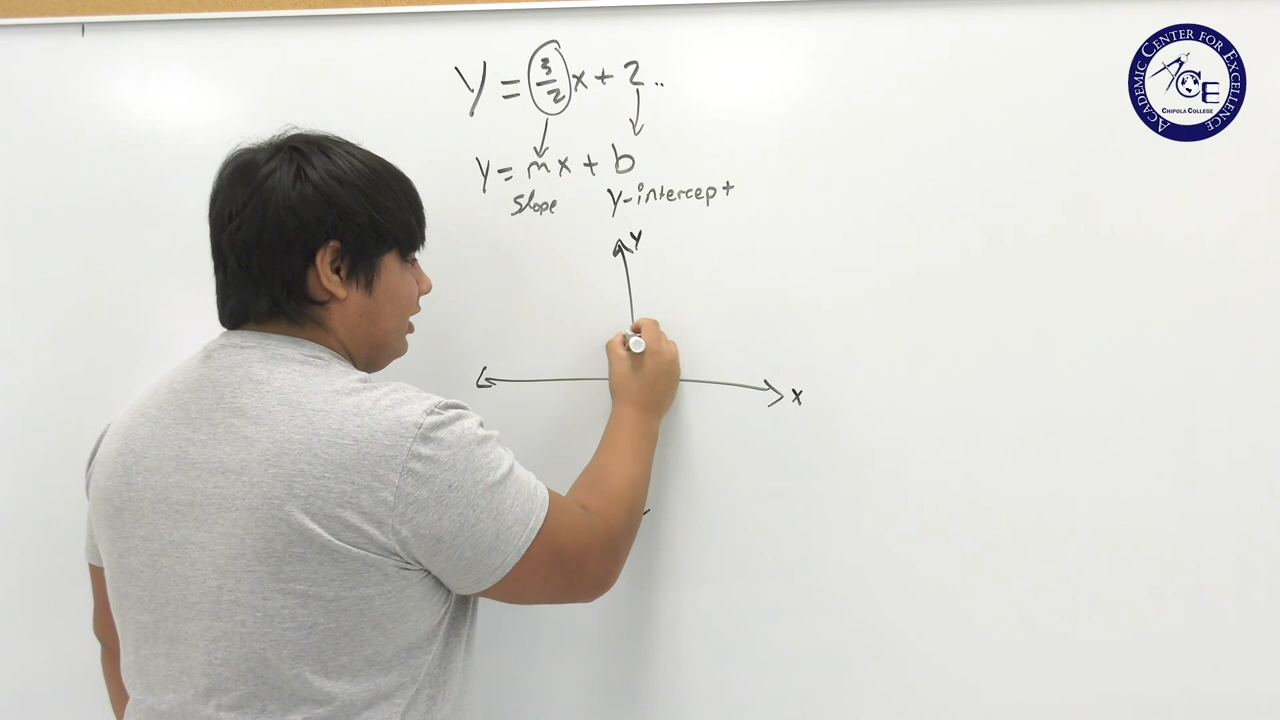 y = 3/2 x + 2 ..
y = mx + b
slope y-intercept
y
x
ACADEMIC CENTER FOR EXCELLENCE
ACE
CHIPOLA COLLEGE